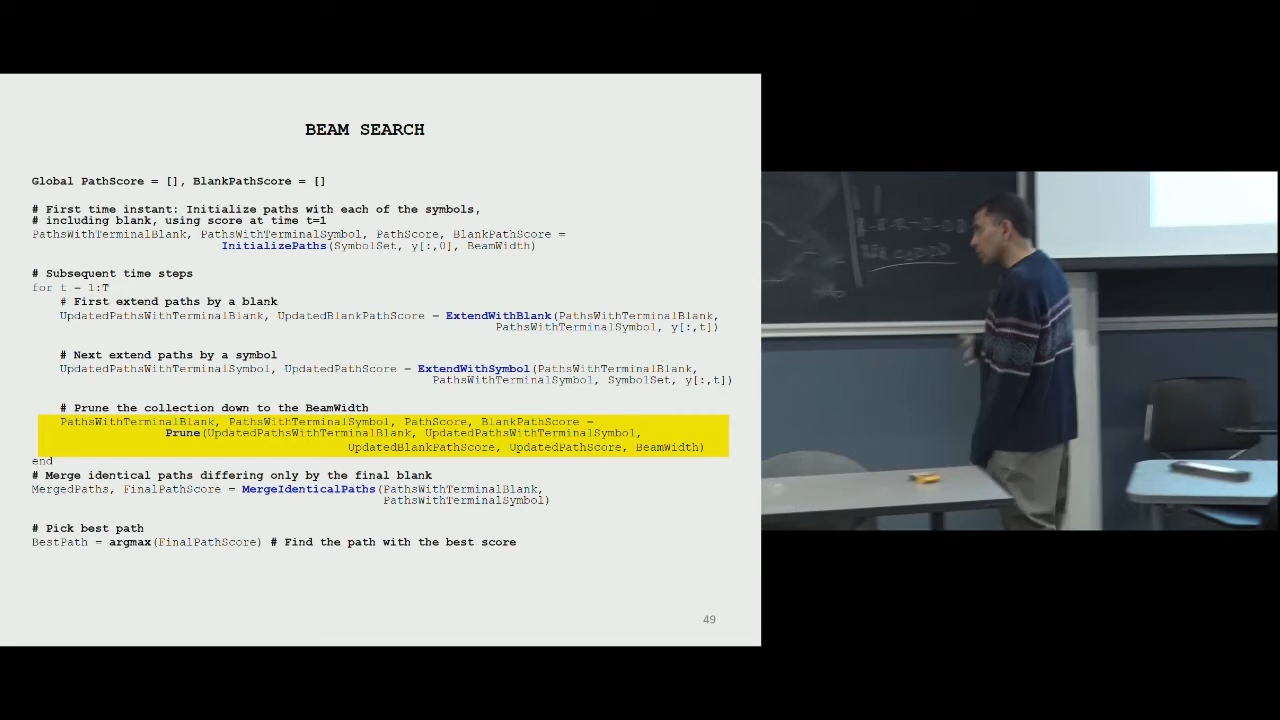 BEAM SEARCH
Global PathScore = [], BlankPathScore = []
# First time instant: Initialize paths with each of the symbols,
# including blank, using score at time t=1
PathsWithTerminalBlank, PathsWithTerminalSymbol, PathScore, BlankPathScore =
InitializePaths(SymbolSet, y[:,0], BeamWidth)
# Subsequent time steps
for t = 1:T
# First extend paths by a blank
UpdatedPathsWithTerminalBlank, UpdatedBlankPathScore = ExtendWithBlank(PathsWithTerminalBlank,
PathsWithTerminalSymbol, y[:,t])
# Next extend paths by a symbol
UpdatedPathsWithTerminalSymbol, UpdatedPathScore = ExtendWithSymbol(PathsWithTerminalBlank,
PathsWithTerminalSymbol, SymbolSet, y[:,t])
# Prune the collection down to the BeamWidth
PathsWithTerminalBlank, PathsWithTerminalSymbol, PathScore, BlankPathScore =
Prune(UpdatedPathsWithTerminalBlank, UpdatedPathsWithTerminalSymbol,
UpdatedBlankPathScore, UpdatedPathScore, BeamWidth)
end
# Merge identical paths differing only by the final blank
MergedPaths, FinalPathScore = MergeIdenticalPaths(PathsWithTerminalBlank,
PathsWithTerminalSymbol)
# Pick best path
BestPath = argmax(FinalPathScore) # Find the path with the best score
49